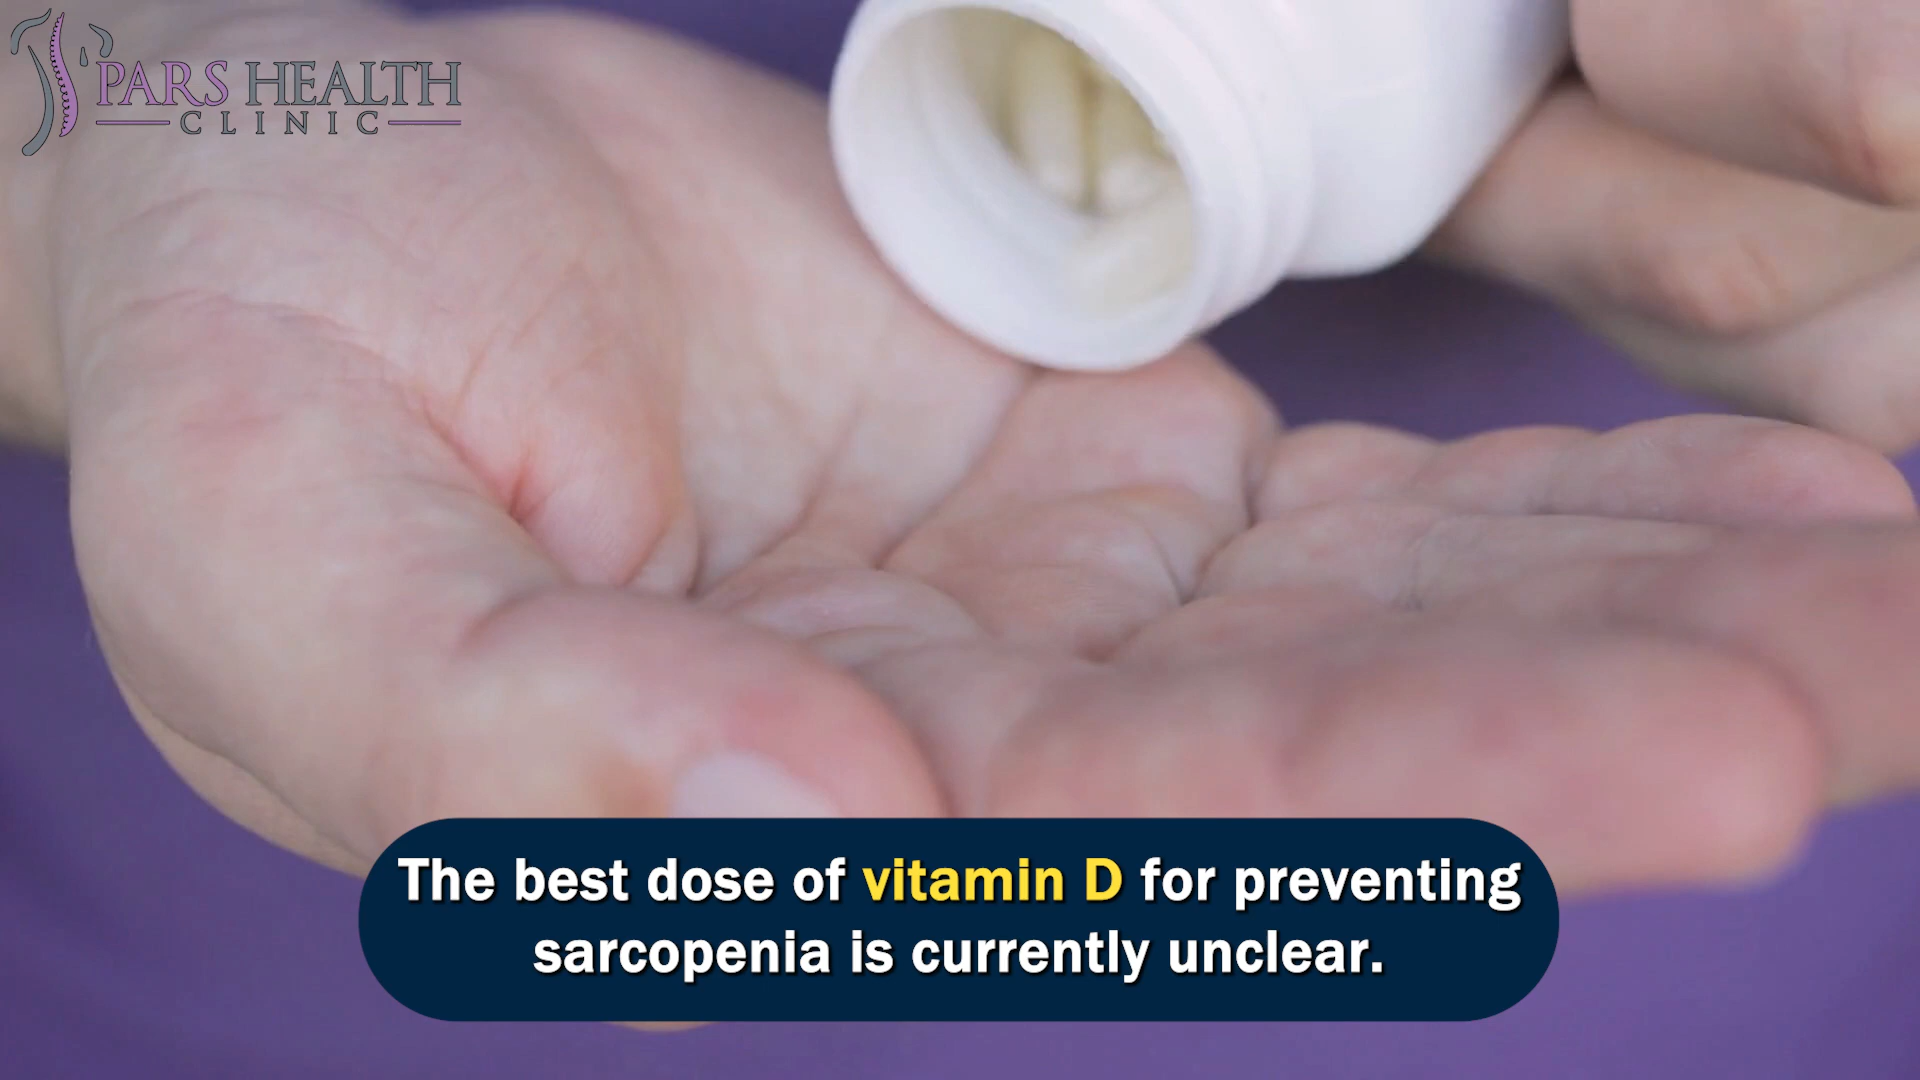 PARS HEALTH
CLINIC
The best dose of vitamin D for preventing
sarcopenia is currently unclear.